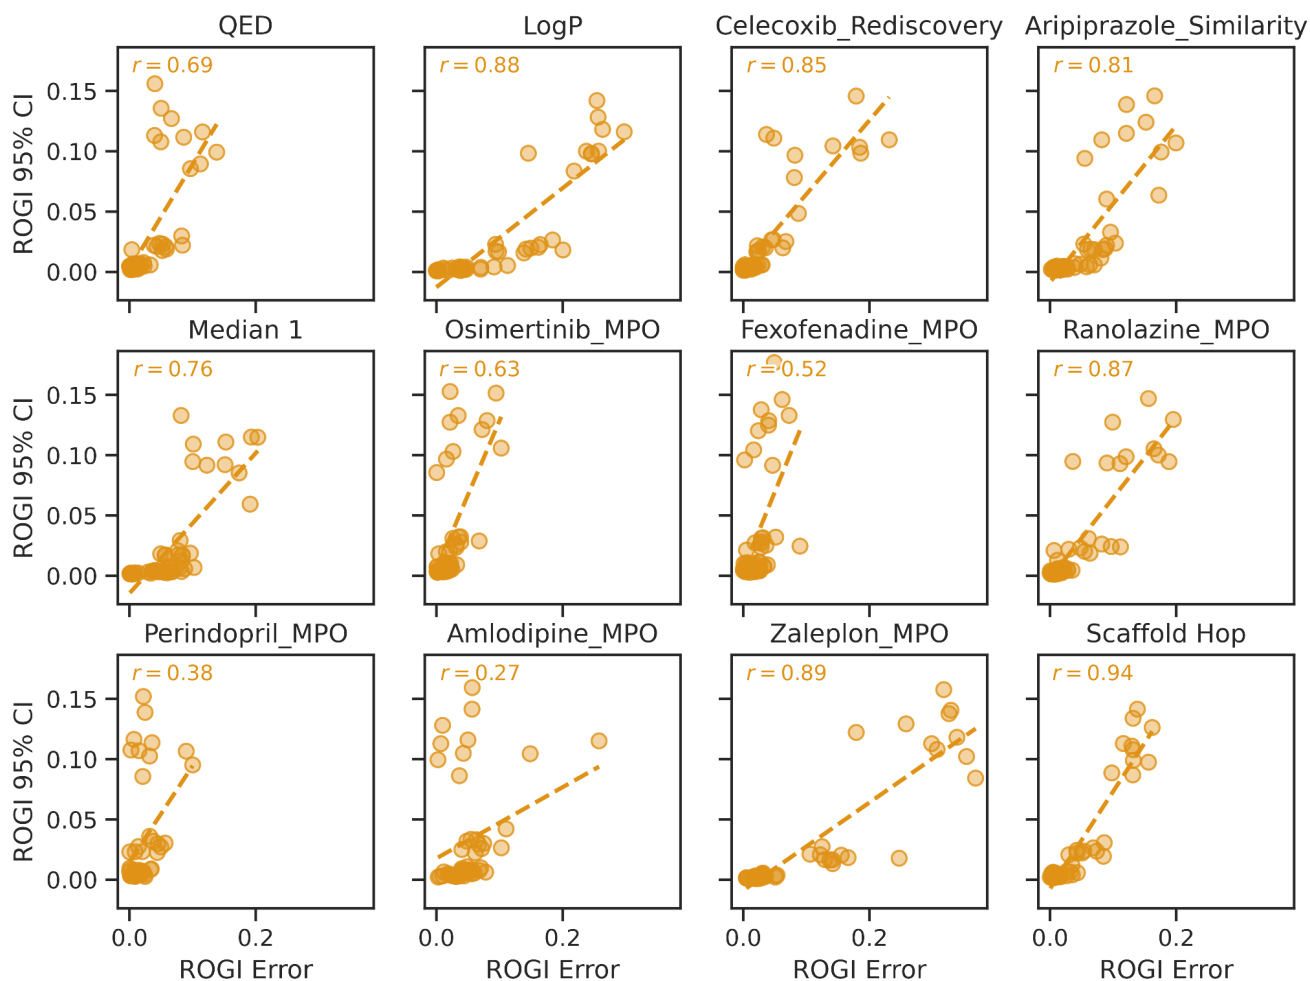 QED LogP Celecoxib_Rediscovery Aripiprazole_Similarity
ROGI 95% CI
0.15
0.10
0.05
0.00
r = 0.69
r = 0.88
r = 0.85
r = 0.81
Median 1 Osimertinib_MPO Fexofenadine_MPO Ranolazine_MPO
ROGI 95% CI
0.15
0.10
0.05
0.00
r = 0.76
r = 0.63
r = 0.52
r = 0.87
Perindopril_MPO Amlodipine_MPO Zaleplon_MPO Scaffold Hop
ROGI 95% CI
0.15
0.10
0.05
0.00
r = 0.38
r = 0.27
r = 0.89
r = 0.94
0.0 0.2 0.0 0.2 0.0 0.2 0.0 0.2
ROGI Error ROGI Error ROGI Error ROGI Error